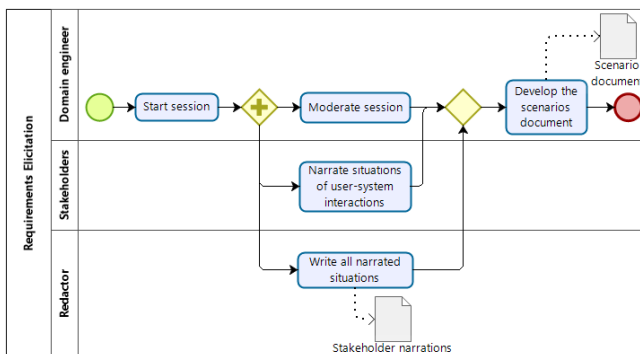 Requirements Elicitation
Domain engineer
Start session
Moderate session
Develop the
scenarios
document
Scenario
document
Stakeholders
Narrate situations
of user-system
interactions
Redactor
Write all narrated
situations
Stakeholder narrations